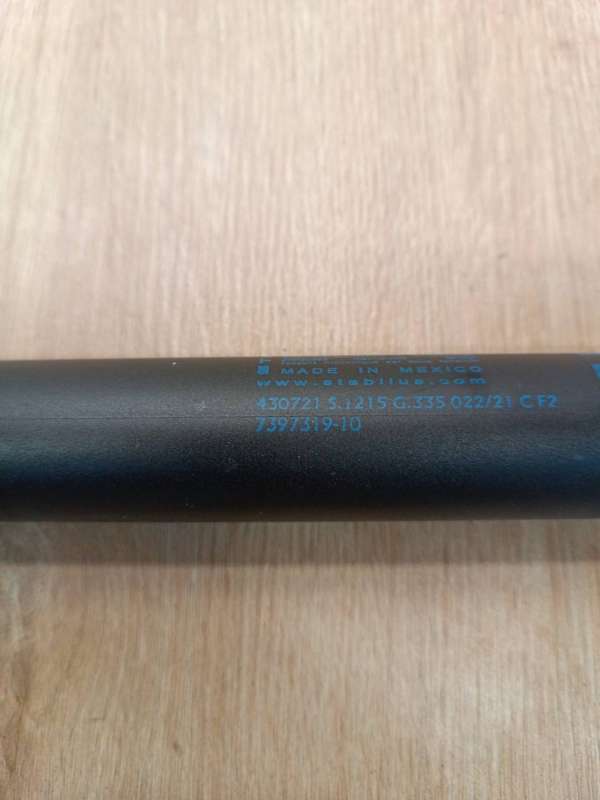 MADE IN MEXICO
www.stabilus.com
430721 S.1215 G.335 022/21 C F2
7397319-10